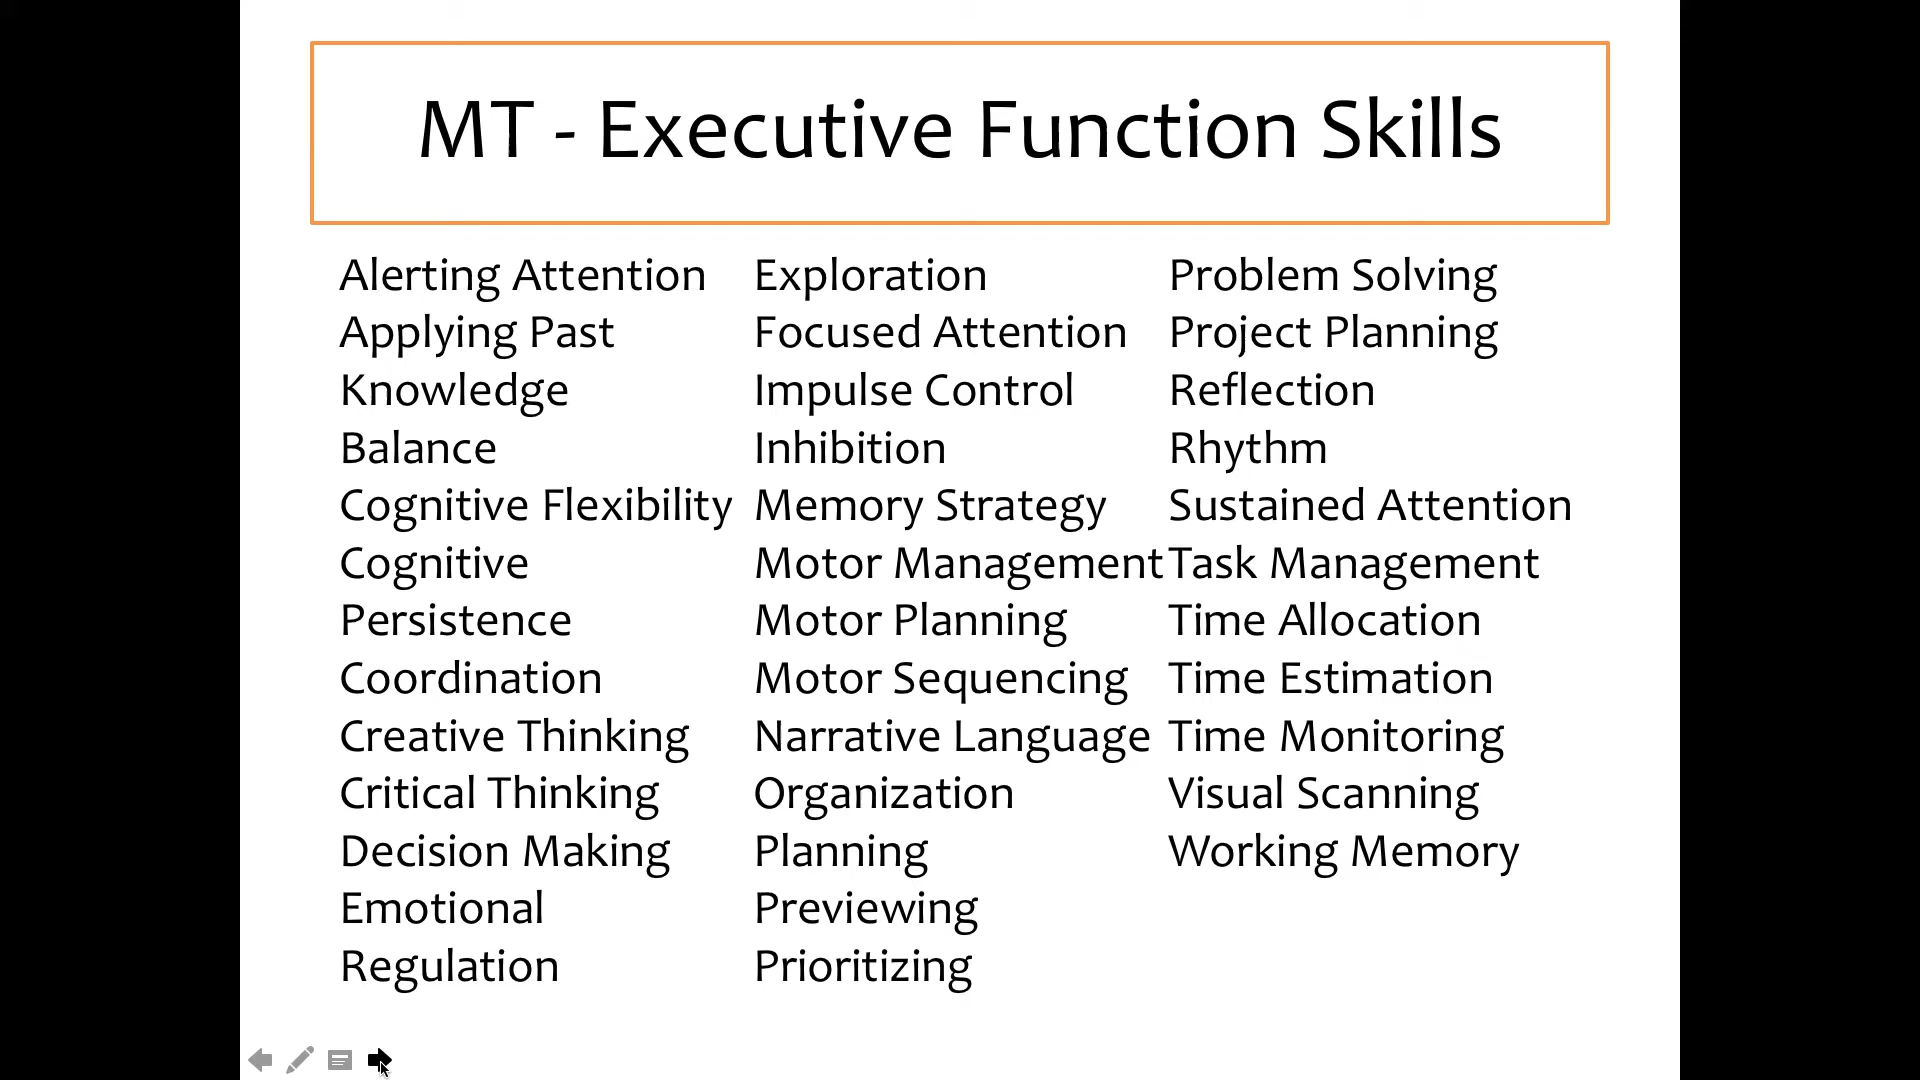 MT - Executive Function Skills
Alerting Attention
Applying Past
Knowledge
Balance
Cognitive Flexibility
Cognitive
Persistence
Coordination
Creative Thinking
Critical Thinking
Decision Making
Emotional
Regulation
Exploration
Focused Attention
Impulse Control
Inhibition
Memory Strategy
Motor Management
Motor Planning
Motor Sequencing
Narrative Language
Organization
Planning
Previewing
Prioritizing
Problem Solving
Project Planning
Reflection
Rhythm
Sustained Attention
Task Management
Time Allocation
Time Estimation
Time Monitoring
Visual Scanning
Working Memory